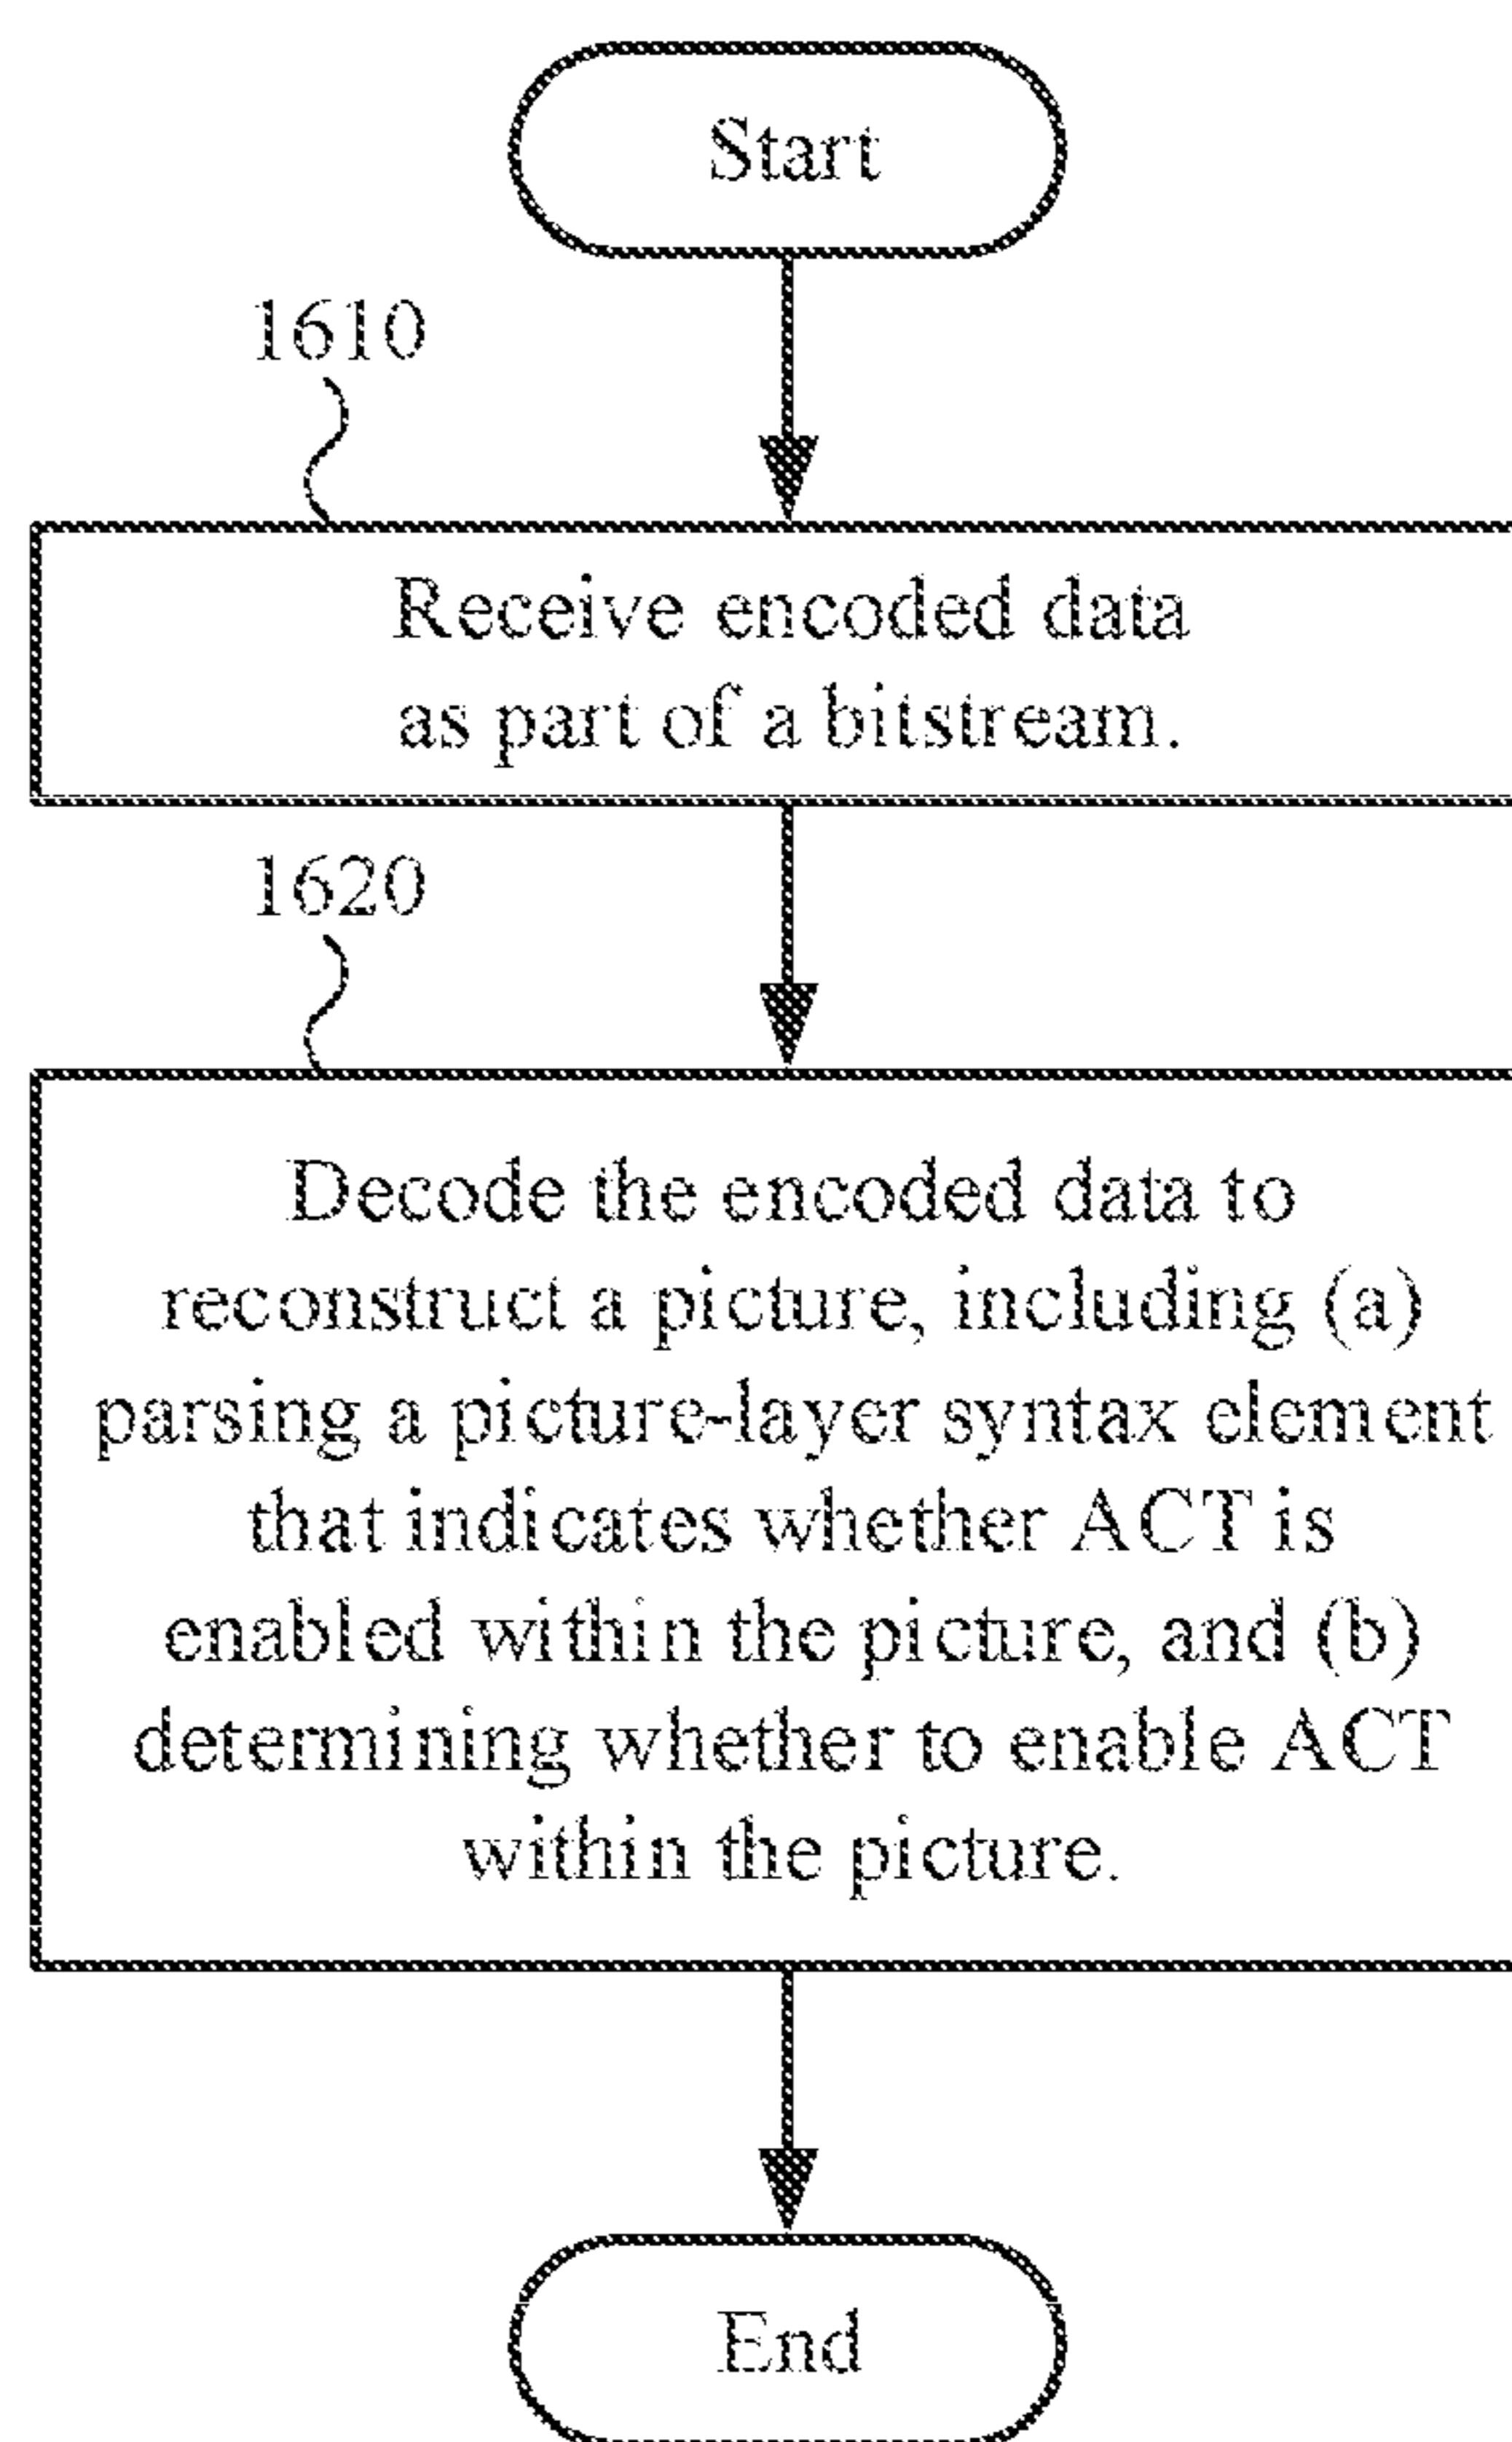 Start
1610
Receive encoded data
as part of a bitstream.
1620
Decode the encoded data to
reconstruct a picture, including (a)
parsing a picture-layer syntax element
that indicates whether ACT is
enabled within the picture, and (b)
determining whether to enable ACT
within the picture.
End